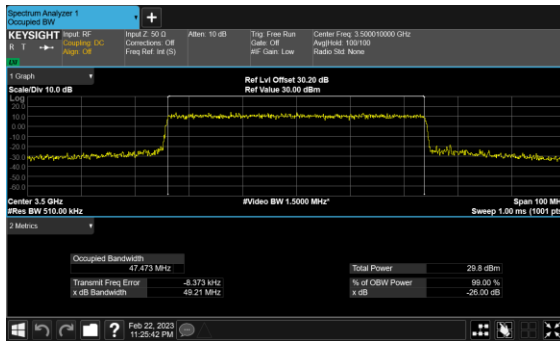 Spectrum Analyzer 1
Occupied BW
+
KEYSIGHT Input: RF Input Z: 50 Ω Atten: 10 dB Trig: Free Run Center Freq: 3.500010000 GHz
R T Coupling: DC Corrections: Off Gate: Off Avg|Hold: 100/100
Align: Off Freq Ref: Int (S) #IF Gain: Low Radio Std: None
1 Graph
Ref Lvl Offset 30.20 dB
Scale/Div 10.0 dB Ref Value 30.00 dBm
Log
20.0
10.0
0.00
-10.0
-20.0
-30.0
-40.0
-50.0
-60.0
Center 3.5 GHz #Video BW 1.5000 MHz* Span 100 MH
#Res BW 510.00 kHz Sweep 1.00 ms (1001 pts
2 Metrics
Occupied Bandwidth
47.473 MHz Total Power 29.8 dBm
Transmit Freq Error -8.373 kHz % of OBW Power 99.00 %
x dB Bandwidth 49.21 MHz x dB -26.00 dB
? Feb 22, 2023
11:25:42 PM